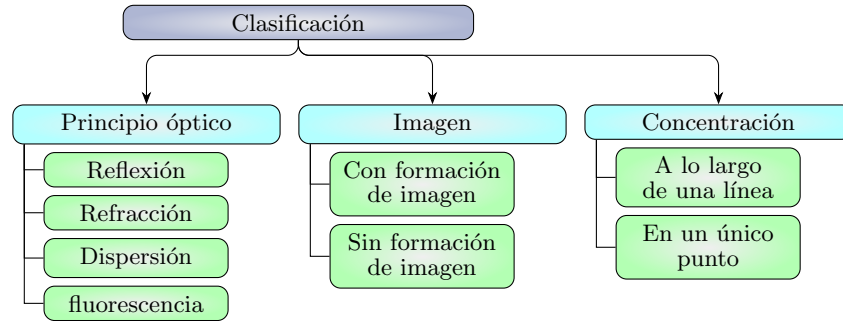 Clasificación
Principio óptico
Reflexión
Refracción
Dispersión
fluorescencia
Imagen
Con formación
de imagen
Sin formación
de imagen
Concentración
A lo largo
de una línea
En un único
punto